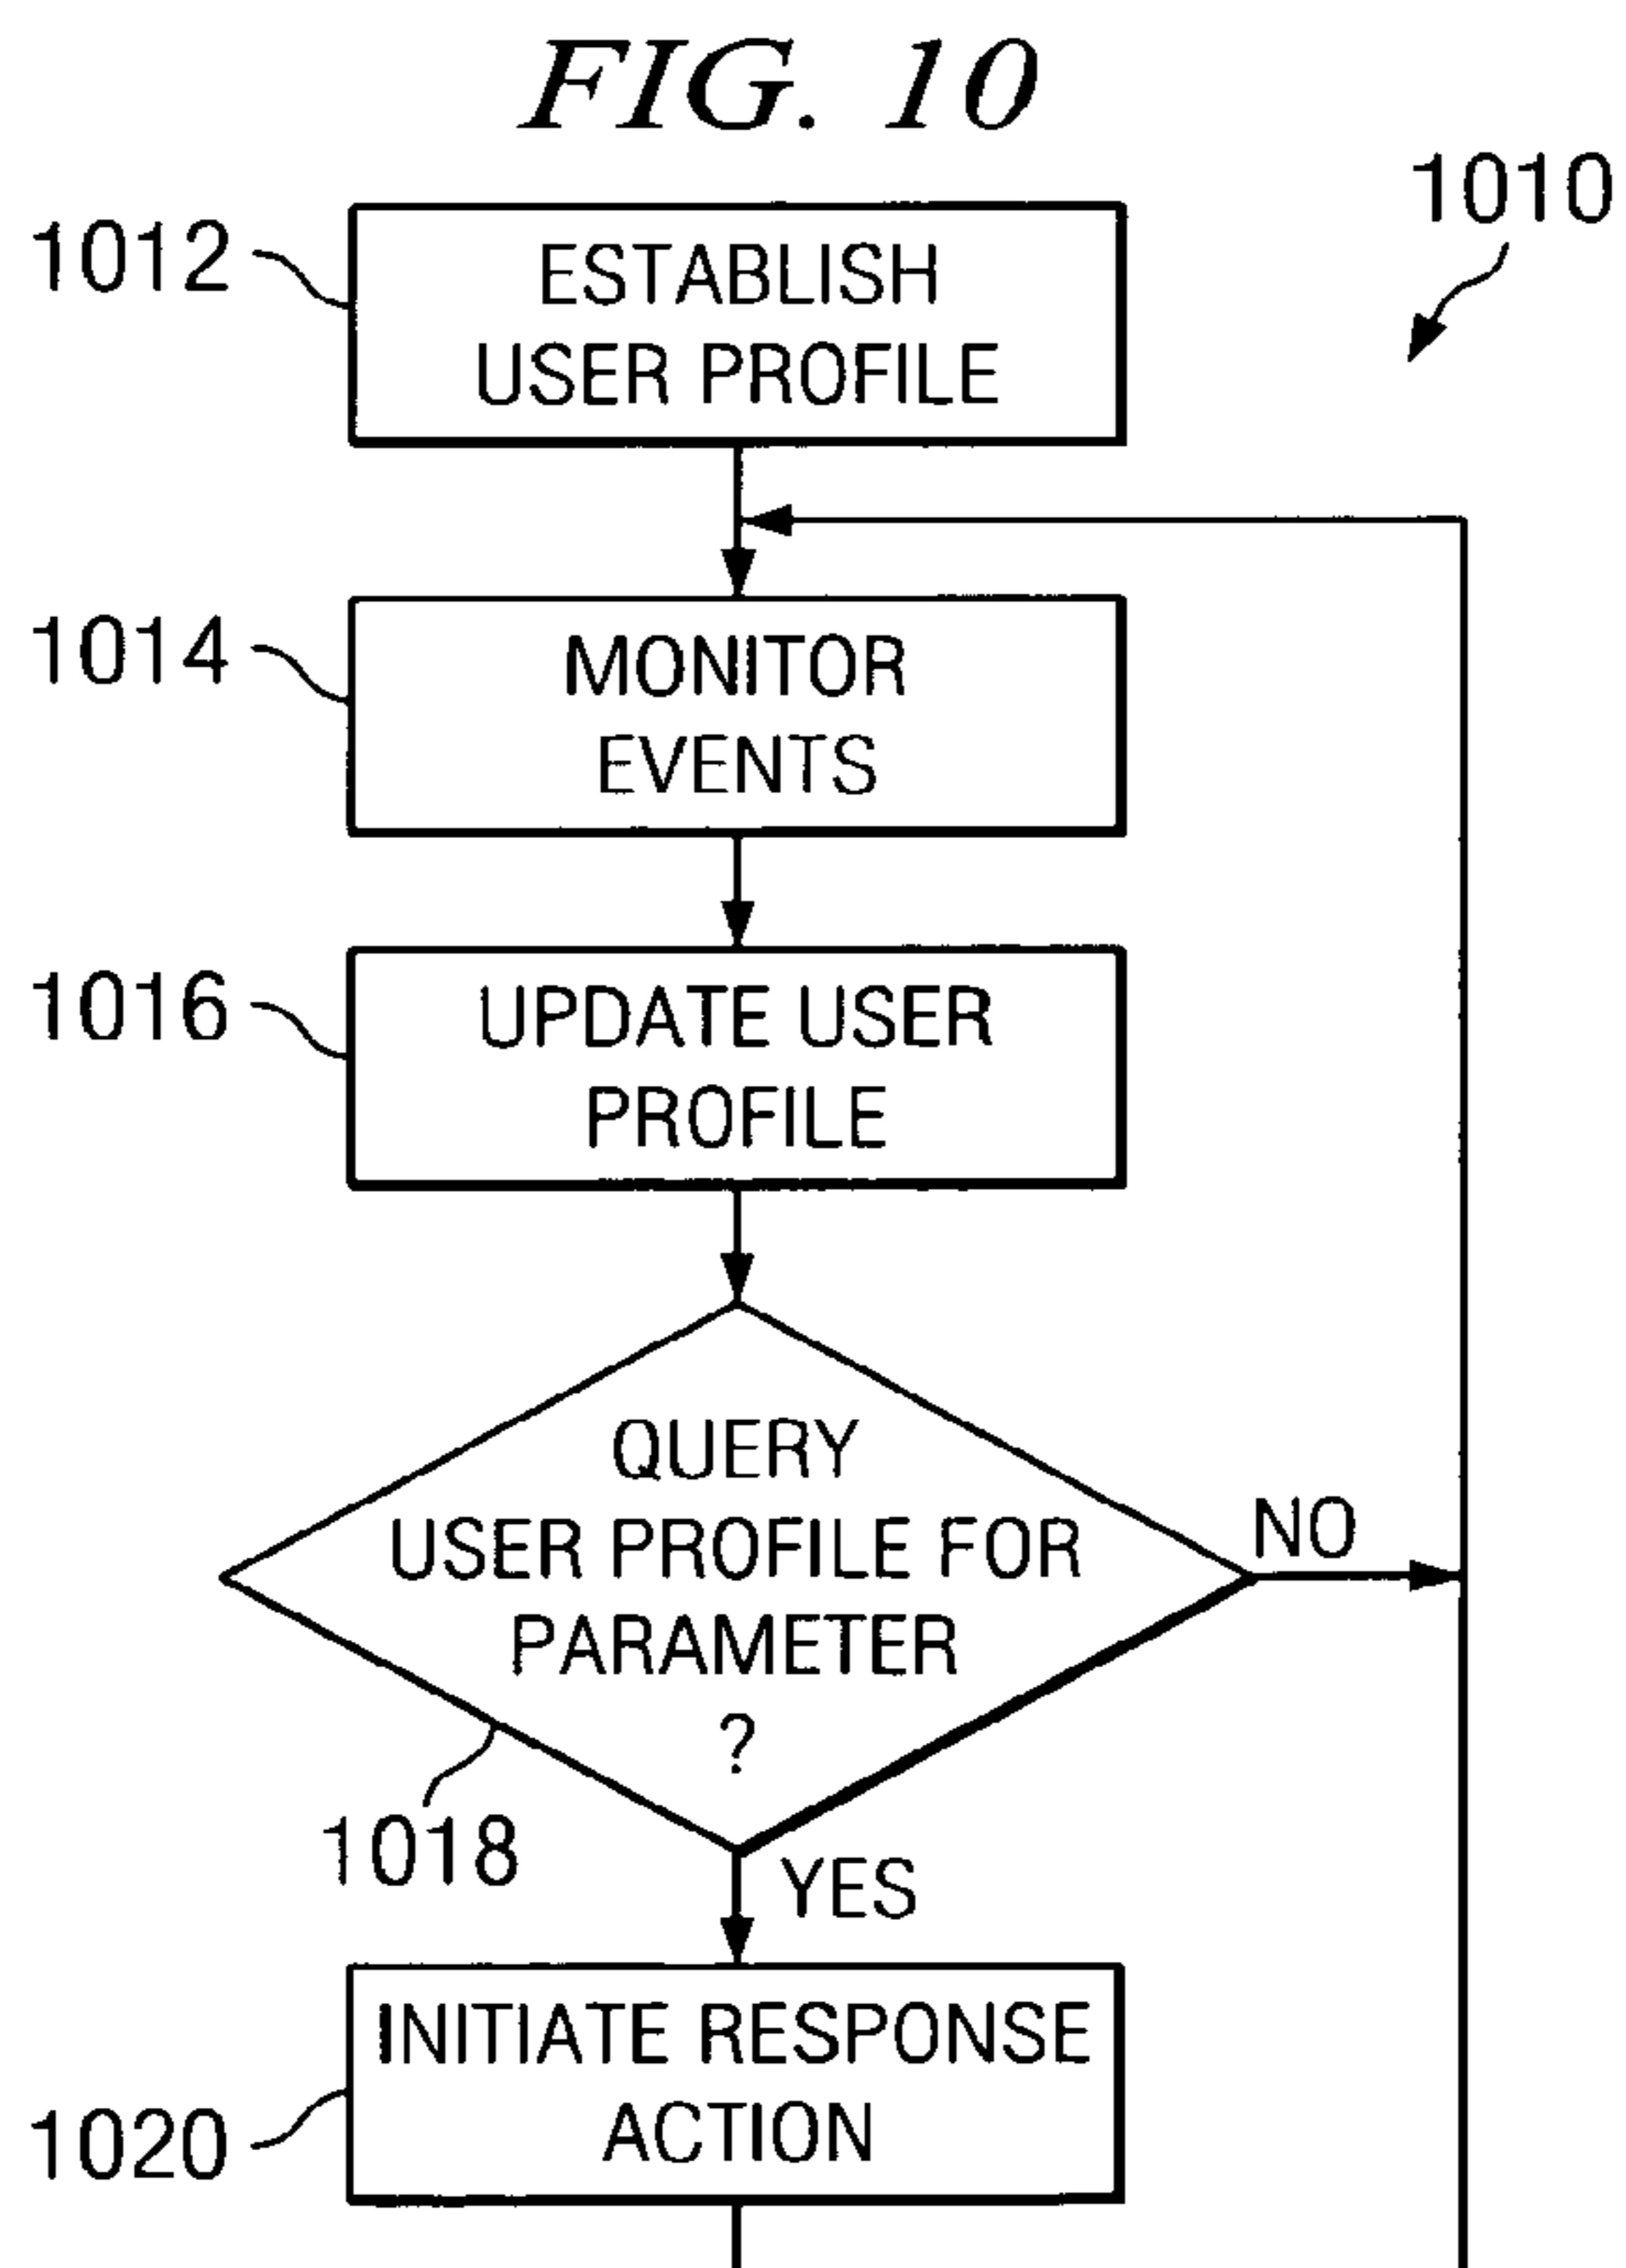 FIG. 10
1010
1012
ESTABLISH
USER PROFILE
1014
MONITOR
EVENTS
1016
UPDATE USER
PROFILE
QUERY
USER PROFILE FOR
PARAMETER
?
NO
1018
YES
INITIATE RESPONSE
ACTION
1020